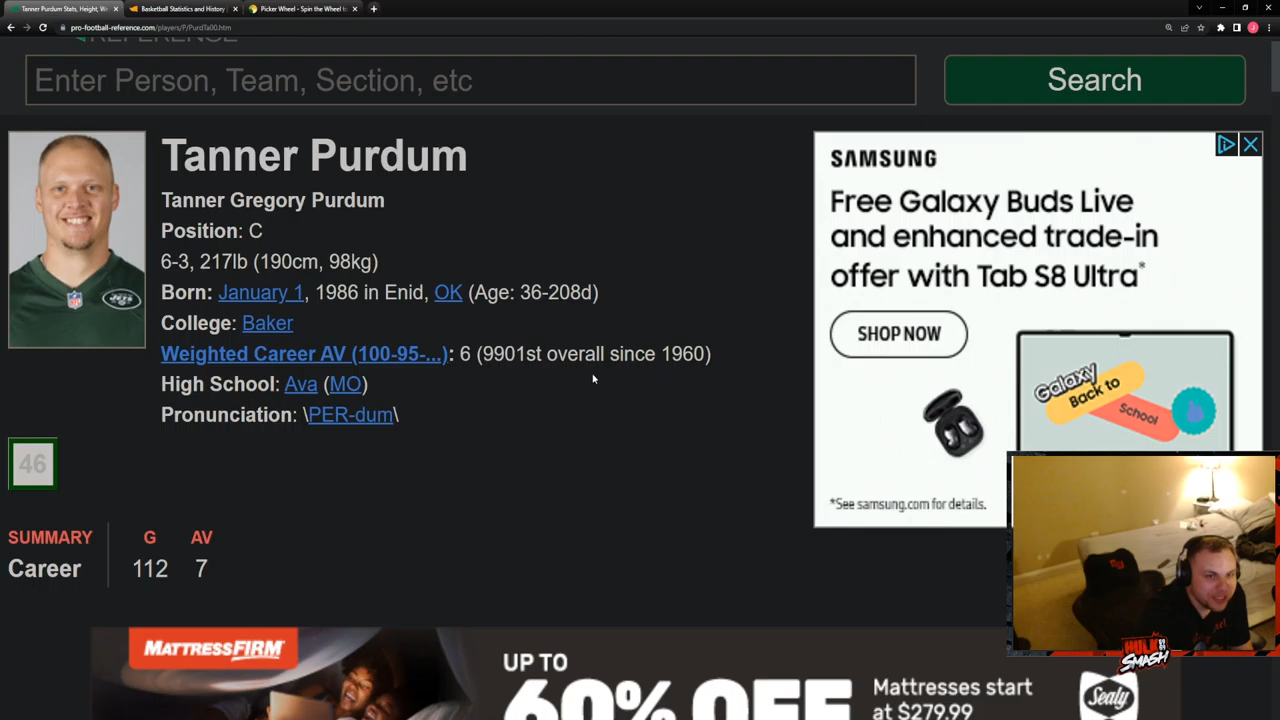 Tanner Purdum Stats, Height, We
Basketball Statistics and History
Picker Wheel - Spin the Wheel to
pro-football-reference.com/players/P/PurdTa00.htm
REFERENCE
Enter Person, Team, Section, etc
Search
Tanner Purdum
Tanner Gregory Purdum
Position: C
6-3, 217lb (190cm, 98kg)
Born: January 1, 1986 in Enid, OK (Age: 36-208d)
College: Baker
Weighted Career AV (100-95-...): 6 (9901st overall since 1960)
High School: Ava (MO)
Pronunciation: \PER-dum\
46
SUMMARY G AV
Career 112 7
SAMSUNG
Free Galaxy Buds Live
and enhanced trade-in
offer with Tab S8 Ultra*
SHOP NOW
Galaxy
Back to
School
*See samsung.com for details.
JETS
HULK
SMASH
MATTRESSFIRM
UP TO
60% OFF
Mattresses start
at $279.99
Sealy